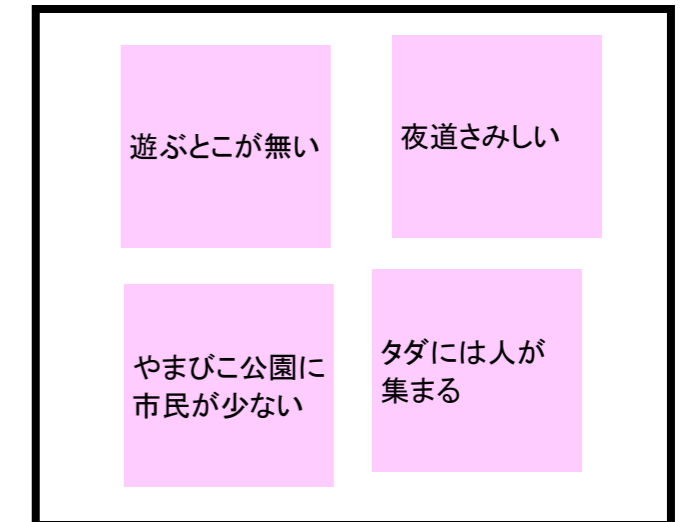 遊ぶとこが無い
夜道さみしい
やまびこ公園に
市民が少ない
タダには人が
集まる